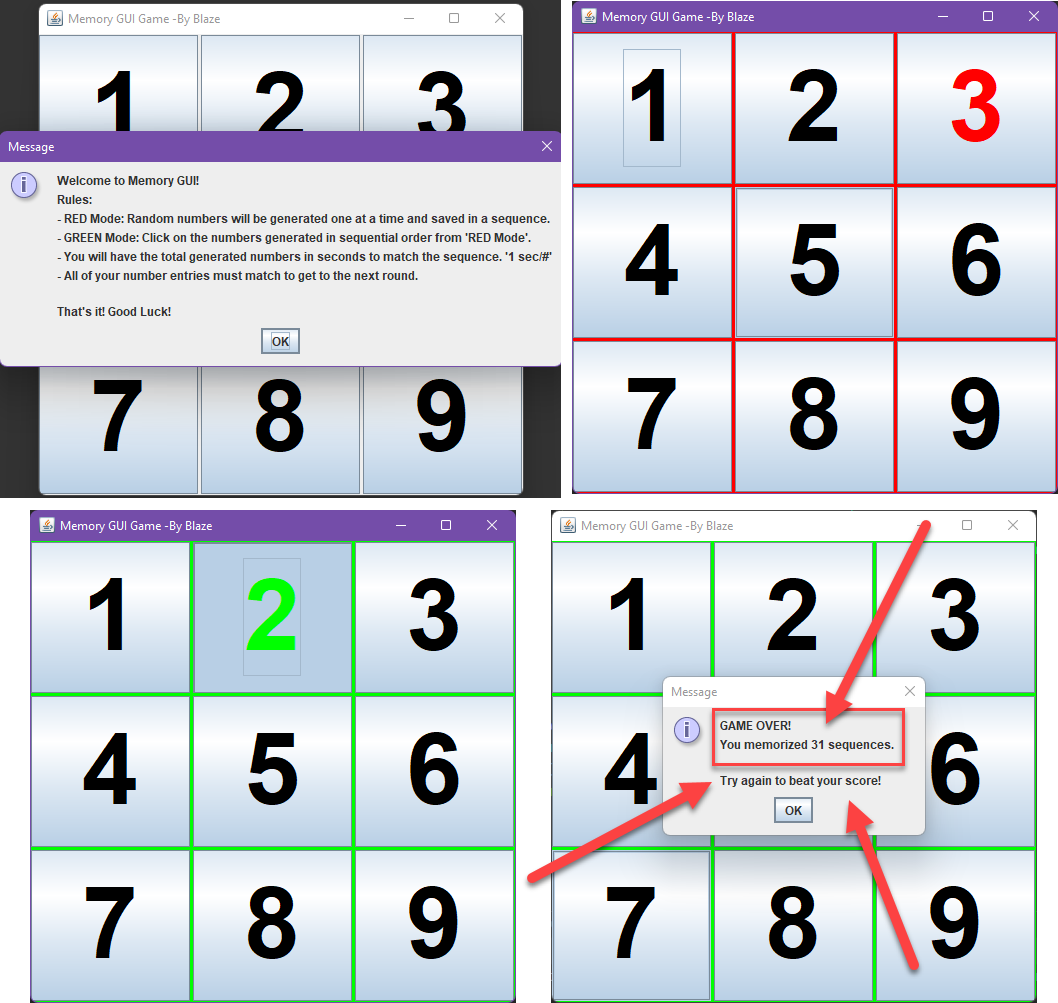 Memory GUI Game -By Blaze
1 2 3
Message
Welcome to Memory GUI!
Rules:
- RED Mode: Random numbers will be generated one at a time and saved in a sequence.
- GREEN Mode: Click on the numbers generated in sequential order from 'RED Mode'.
- You will have the total generated numbers in seconds to match the sequence. '1 sec/#'
- All of your number entries must match to get to the next round.
That's it! Good Luck!
OK
7 8 9
Memory GUI Game -By Blaze
1 2 3
4 5 6
7 8 9
Memory GUI Game -By Blaze
1 2 3
4 5 6
7 8 9
Memory GUI Game -By Blaze
1 2 3
Message
GAME OVER!
You memorized 31 sequences.
Try again to beat your score!
OK
4 6
7 8 9